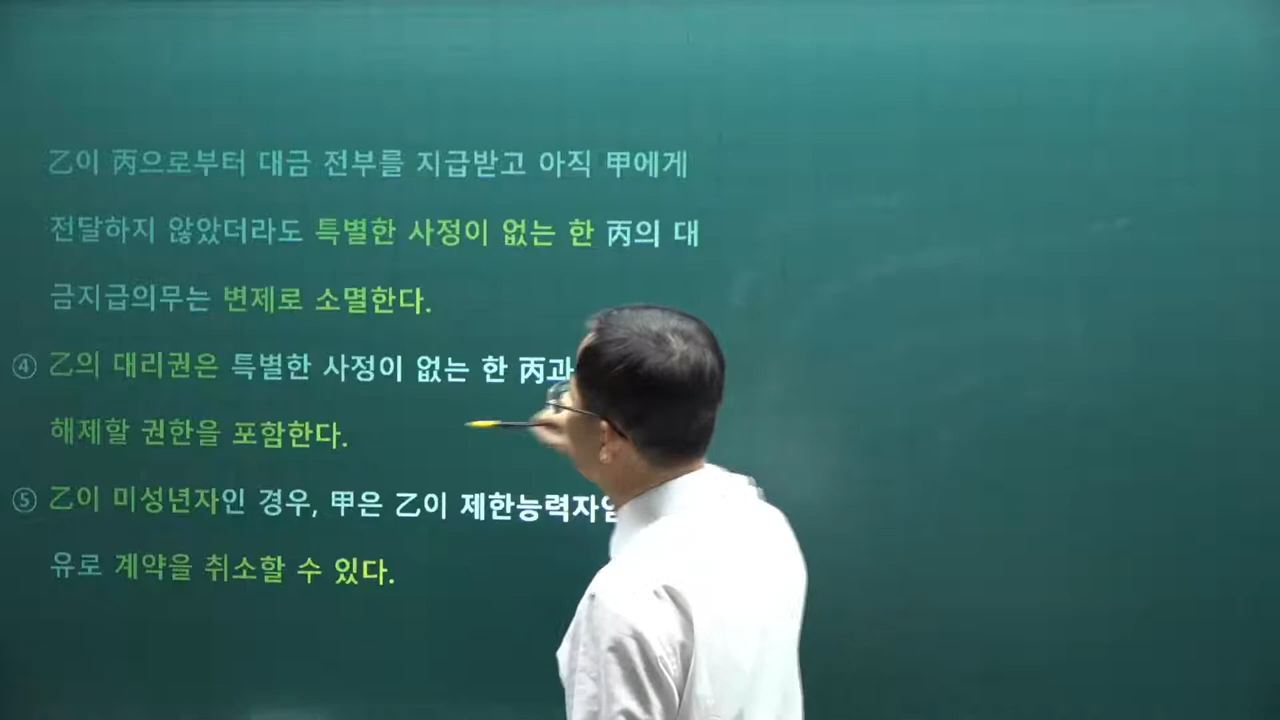 乙이 丙으로부터 대금 전부를 지급받고 아직 甲에게
전달하지 않았더라도 특별한 사정이 없는 한 丙의 대
금지급의무는 변제로 소멸한다.
④ 乙의 대리권은 특별한 사정이 없는 한 丙과
해제할 권한을 포함한다.
⑤ 乙이 미성년자인 경우, 甲은 乙이
유로 계약을 취소할 수 있다.